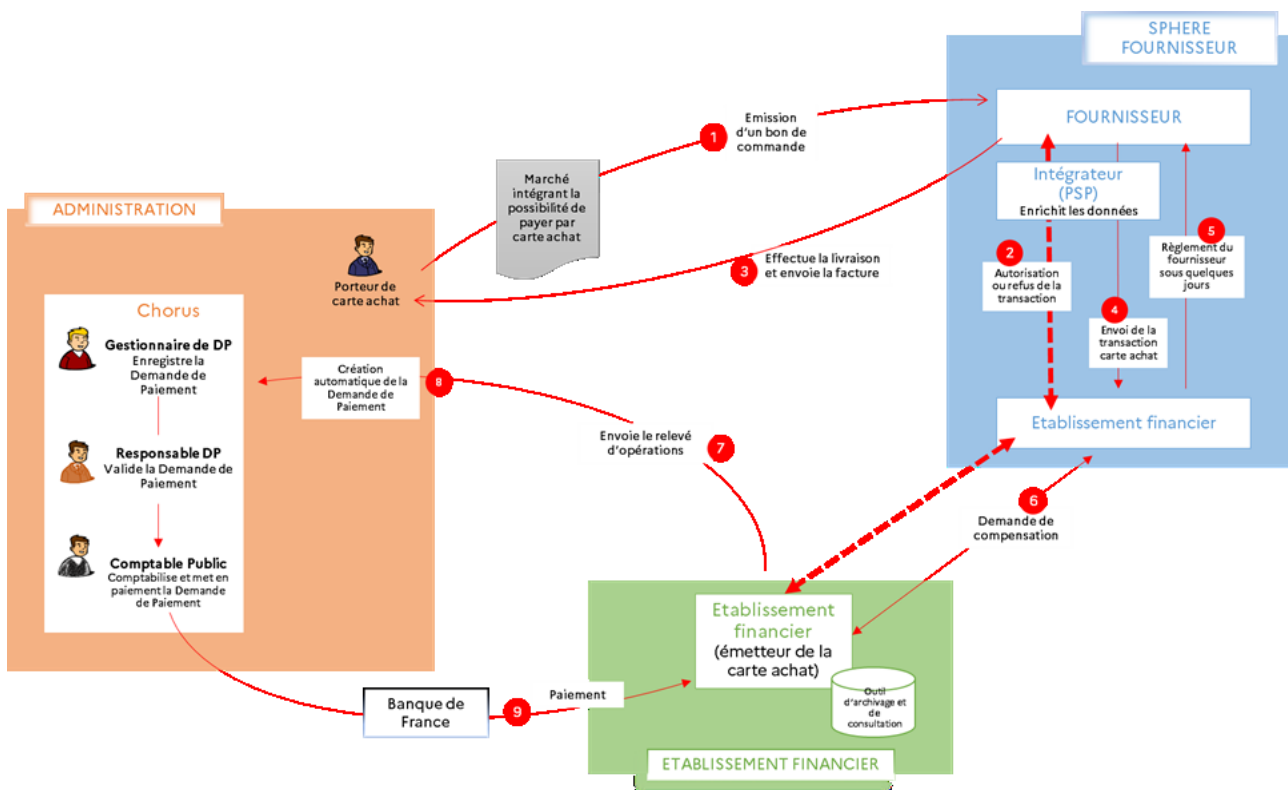 SPHERE
FOURNISSEUR
FOURNISSEUR
1
Emission
d'un bon de
commande
Marché
intégrant la
possibilité de
payer par
carte achat
Intégrateur
(PSP)
Enrichit les données
ADMINISTRATION
Porteur de
carte achat
3
Effectue la livraison
et envoie la facture
2
Autorisation
ou refus de la
transaction
5
Règlement du
fournisseur
sous quelques
jours
4
Envoi de la
transaction
carte achat
Chorus
Gestionnaire de DP
Enregistre la
Demande de
Paiement
Création
automatique de la
Demande de
Paiement
8
Etablissement financier
Envoie le relevé
d'opérations
7
Responsable DP
Valide la Demande de
Paiement
6
Demande de
compensation
Comptable Public
Comptabilise et met en
paiement la Demande
de Paiement
Etablissement
financier
(émetteur de la
carte achat)
Outil
d'archivage et
de
consultation
Banque de
France
9
Paiement
ETABLISSEMENT FINANCIER